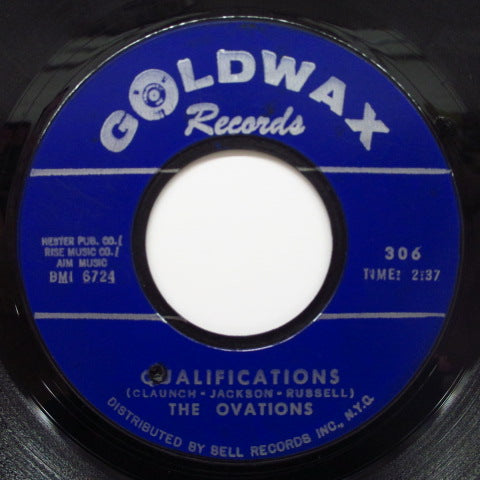 GOLDWAX
Records
HESTER PUB. CO./
RISE MUSIC CO./
AIM MUSIC
BMI 6724
306
TIME: 2:37
QUALIFICATIONS
(CLAUNCH - JACKSON - RUSSELL)
THE OVATIONS
DISTRIBUTED BY BELL RECORDS INC., N.Y.C.